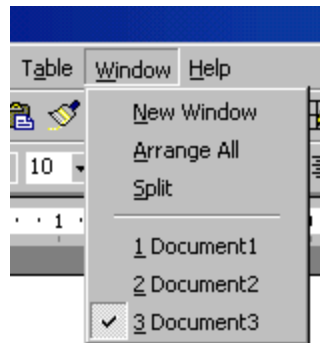 Table Window Help
New Window
Arrange All
10
Split
1
1 Document1
2 Document2
3 Document3